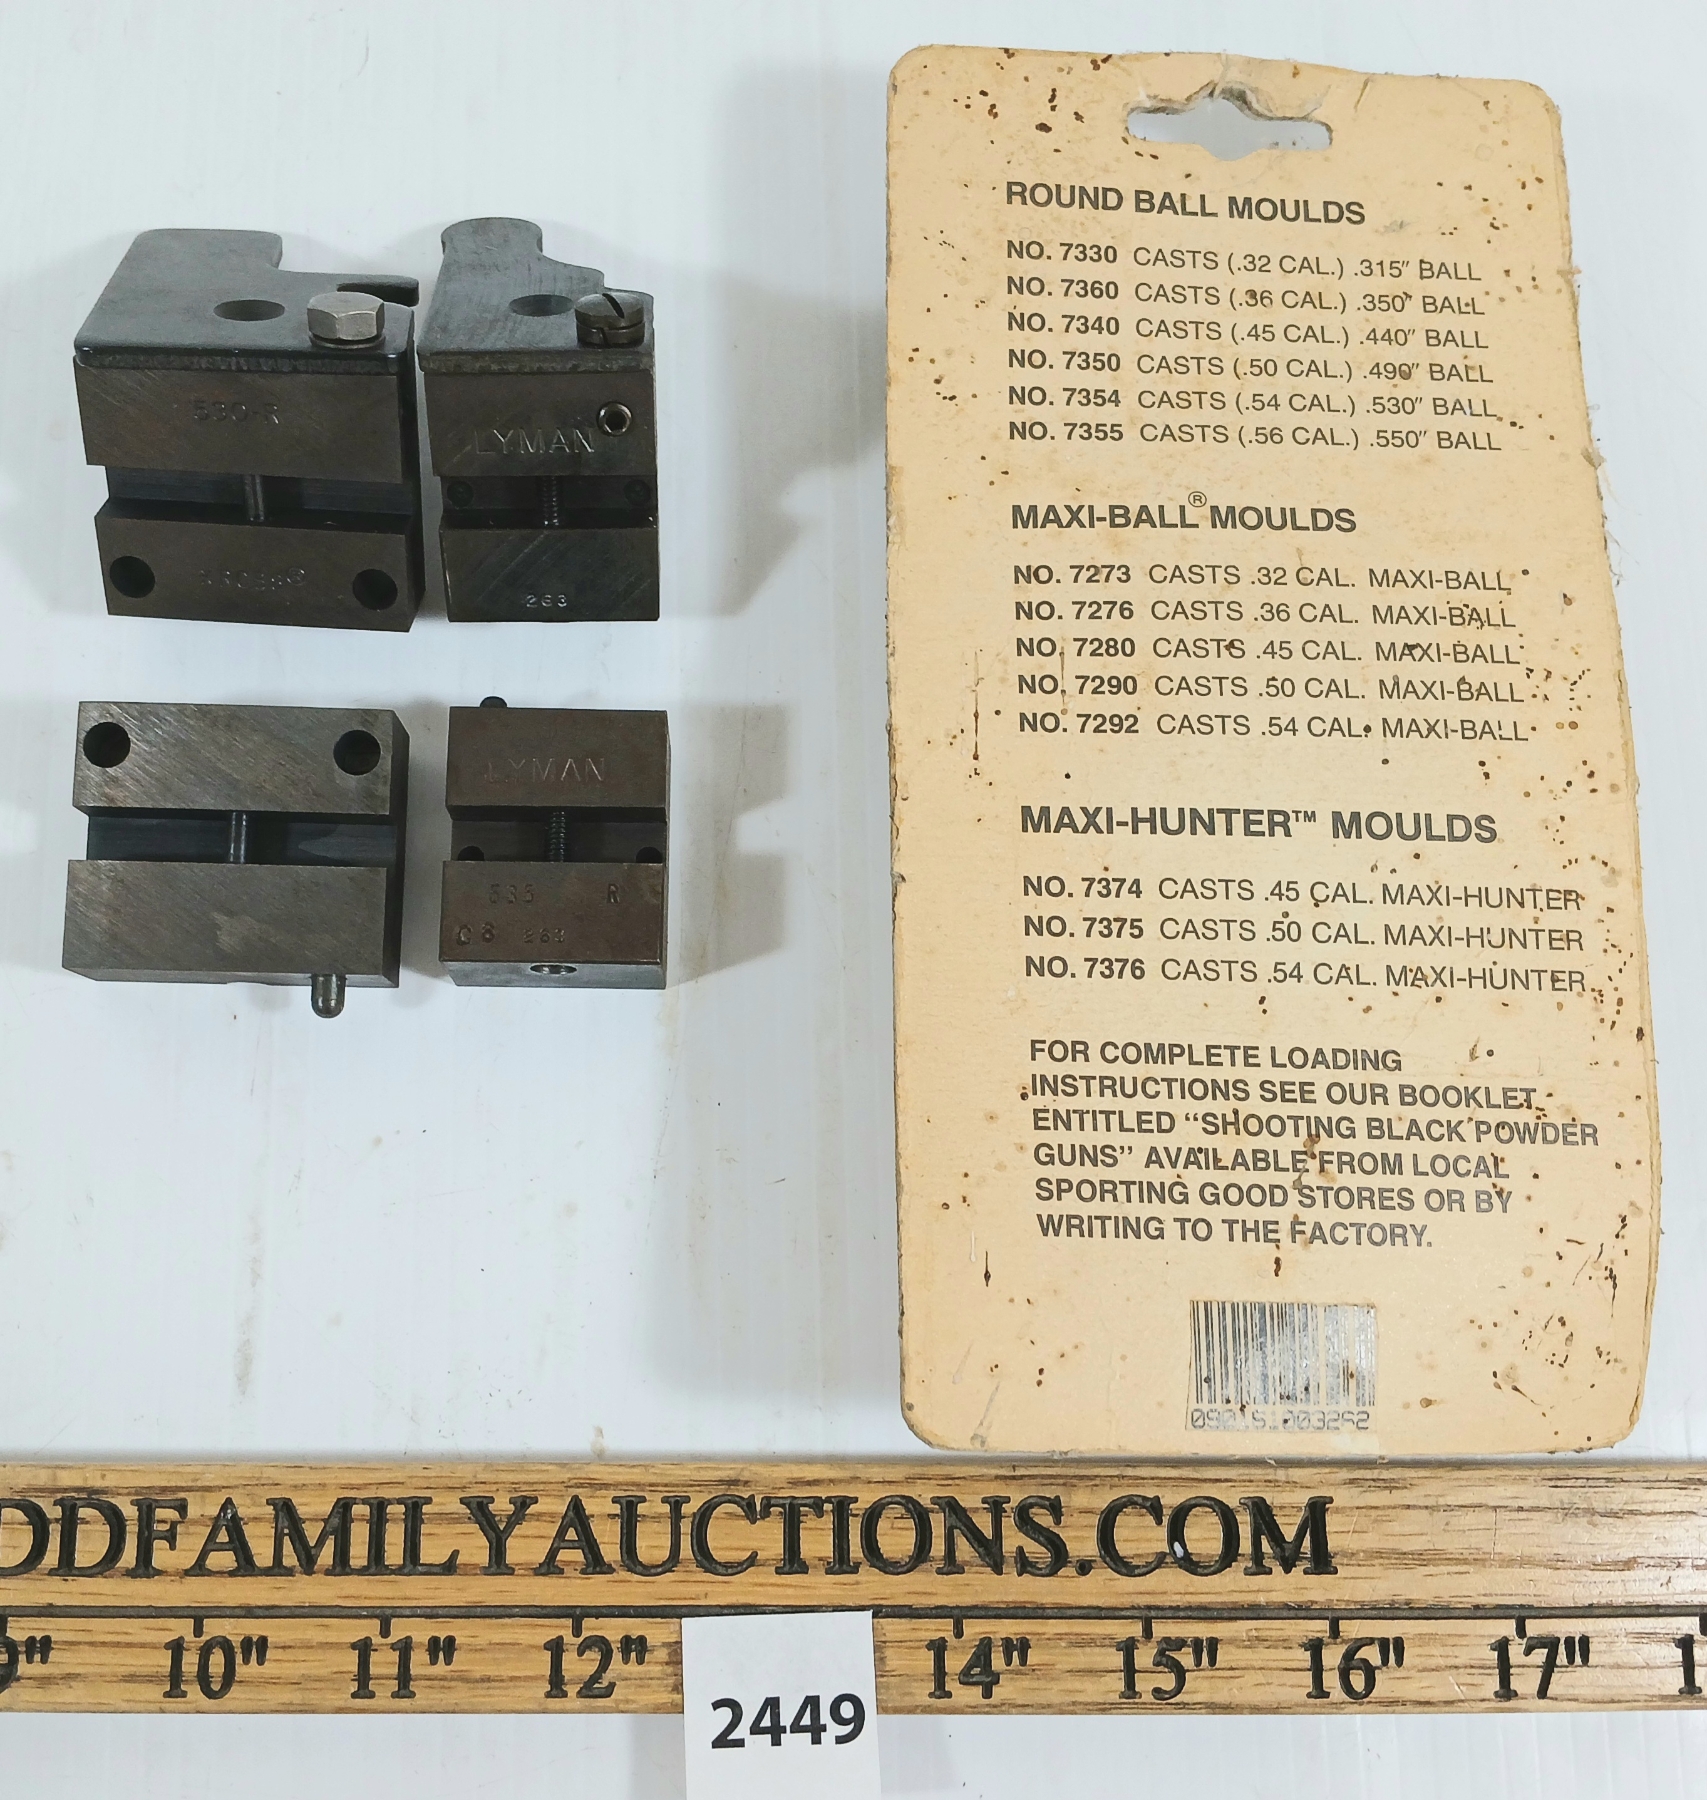 530-R
LYMAN
263
LYMAN
535 R
C8 263
ROUND BALL MOULDS
NO. 7330 CASTS (.32 CAL.) .315″ BALL
NO. 7360 CASTS (.36 CAL.) .350″ BALL
NO. 7340 CASTS (.45 CAL.) .440″ BALL
NO. 7350 CASTS (.50 CAL.) .490″ BALL
NO. 7354 CASTS (.54 CAL.) .530″ BALL
NO. 7355 CASTS (.56 CAL.) .550″ BALL
MAXI-BALL® MOULDS
NO. 7273 CASTS .32 CAL. MAXI-BALL
NO. 7276 CASTS .36 CAL. MAXI-BALL
NO. 7280 CASTS .45 CAL. MAXI-BALL
NO. 7290 CASTS .50 CAL. MAXI-BALL
NO. 7292 CASTS .54 CAL. MAXI-BALL
MAXI-HUNTER™ MOULDS
NO. 7374 CASTS .45 CAL. MAXI-HUNTER
NO. 7375 CASTS .50 CAL. MAXI-HUNTER
NO. 7376 CASTS .54 CAL. MAXI-HUNTER
FOR COMPLETE LOADING
INSTRUCTIONS SEE OUR BOOKLET
ENTITLED “SHOOTING BLACK POWDER
GUNS” AVAILABLE FROM LOCAL
SPORTING GOOD STORES OR BY
WRITING TO THE FACTORY.
DDFAMILYAUCTIONS.COM
9" 10" 11" 12" 14" 15" 16" 17" 1
2449